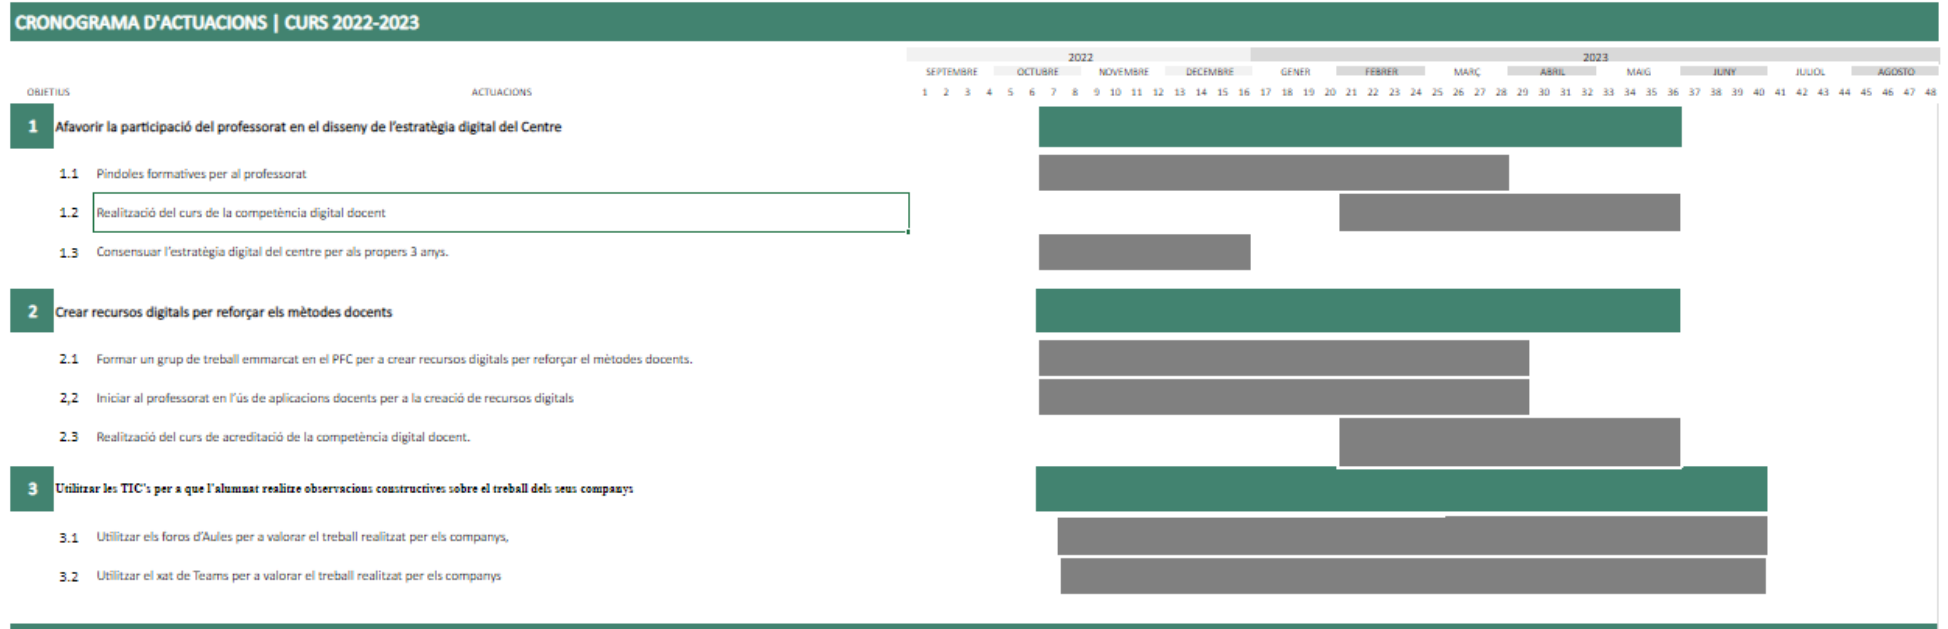 CRONOGRAMA D'ACTUACIONS | CURS 2022-2023
2022 2023
SEPTEMBRE OCTUBRE NOVEMBRE DECEMBRE GENER FEBRER MARÇ ABRIL MAIG JUNY JULIOL AGOSTO
OBJETIUS ACTUACIONS 1 2 3 4 5 6 7 8 9 10 11 12 13 14 15 16 17 18 19 20 21 22 23 24 25 26 27 28 29 30 31 32 33 34 35 36 37 38 39 40 41 42 43 44 45 46 47 48
1 Afavorir la participació del professorat en el disseny de l'estratègia digital del Centre
1.1 Píndoles formatives per al professorat
1.2 Realització del curs de la competència digital docent
1.3 Consensuar l'estratègia digital del centre per als propers 3 anys.
2 Crear recursos digitals per reforçar els mètodes docents
2.1 Formar un grup de treball emmarcat en el PFC per a crear recursos digitals per reforçar el mètodes docents.
2,2 Iniciar al professorat en l'ús de aplicacions docents per a la creació de recursos digitals
2.3 Realització del curs de acreditació de la competència digital docent.
3 Utilitzar les TIC's per a que l'alumnat realitze observacions constructives sobre el treball dels seus companys
3.1 Utilitzar els foros d'Aules per a valorar el treball realitzat per els companys,
3.2 Utilitzar el xat de Teams per a valorar el treball realitzat per els companys